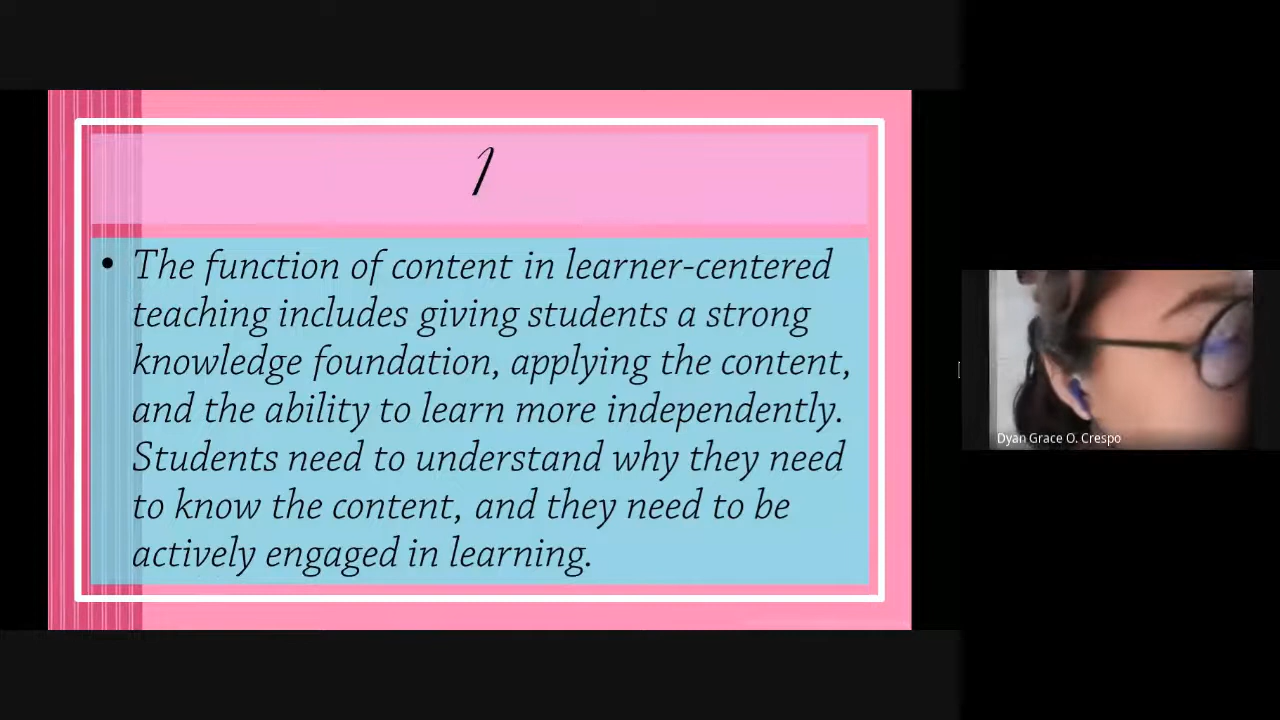 1
• The function of content in learner-centered
teaching includes giving students a strong
knowledge foundation, applying the content,
and the ability to learn more independently.
Students need to understand why they need
to know the content, and they need to be
actively engaged in learning.
Dyan Grace O. Crespo